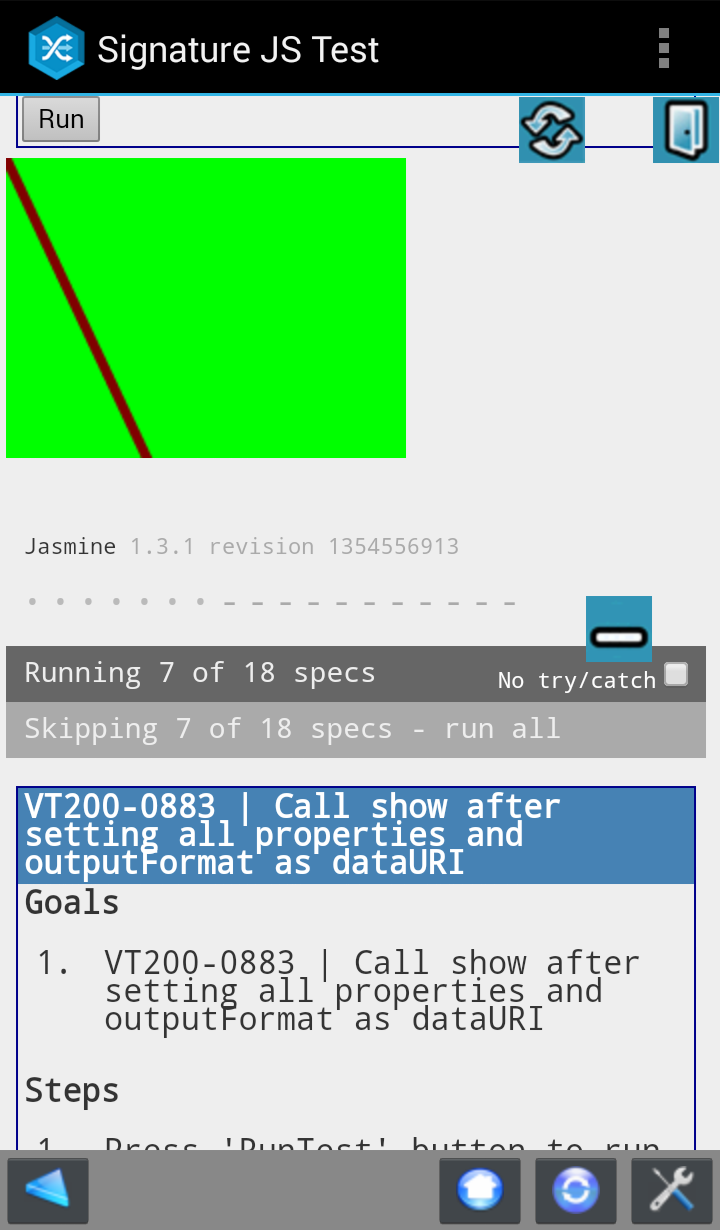 Signature JS Test
Run
Jasmine 1.3.1 revision 1354556913
• • • • • • • - - - - - - - - - - -
Running 7 of 18 specs
No try/catch
Skipping 7 of 18 specs - run all
VT200-0883 | Call show after
setting all properties and
outputFormat as dataURI
Goals
1. VT200-0883 | Call show after
setting all properties and
outputFormat as dataURI
Steps
1. Press 'RunTest' button to run